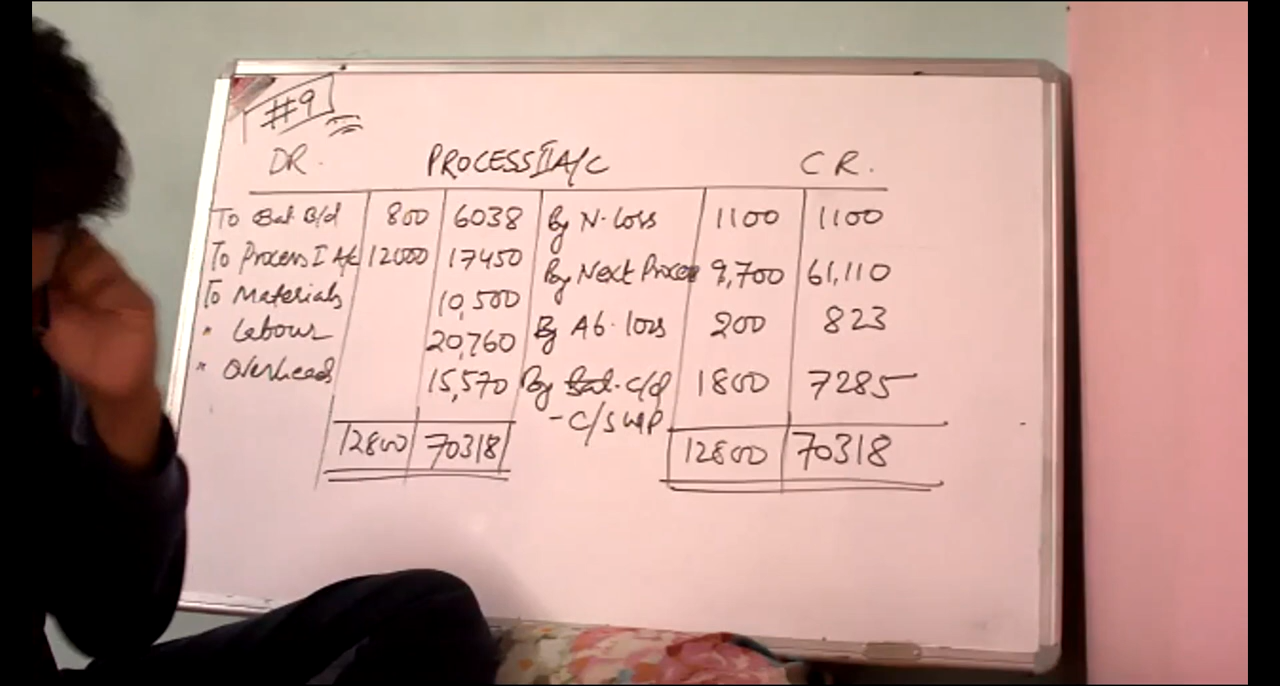 #9
DR. PROCESS II A/C CR.
To Bal B/d 800 6038 By N. Loss 1100 1100
To Process I A/c 12000 17450 By Next Process 9,700 61,110
To Materials 10,500 By Ab. loss 200 823
" Labour 20,760 By Bal. C/d 1800 7285
" Overheads 15,570 - C/S WIP
12800 70318 12800 70318